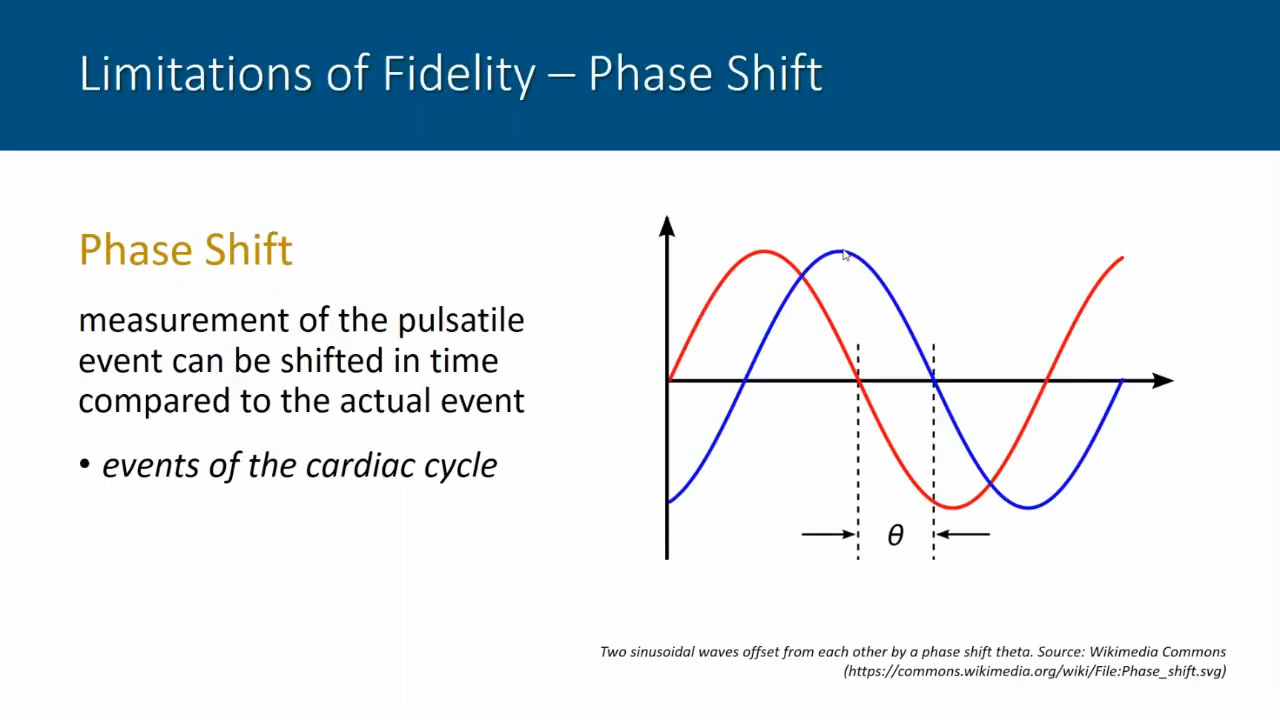 Limitations of Fidelity – Phase Shift
Phase Shift
measurement of the pulsatile
event can be shifted in time
compared to the actual event
• events of the cardiac cycle
θ
Two sinusoidal waves offset from each other by a phase shift theta. Source: Wikimedia Commons
(https://commons.wikimedia.org/wiki/File:Phase_shift.svg)